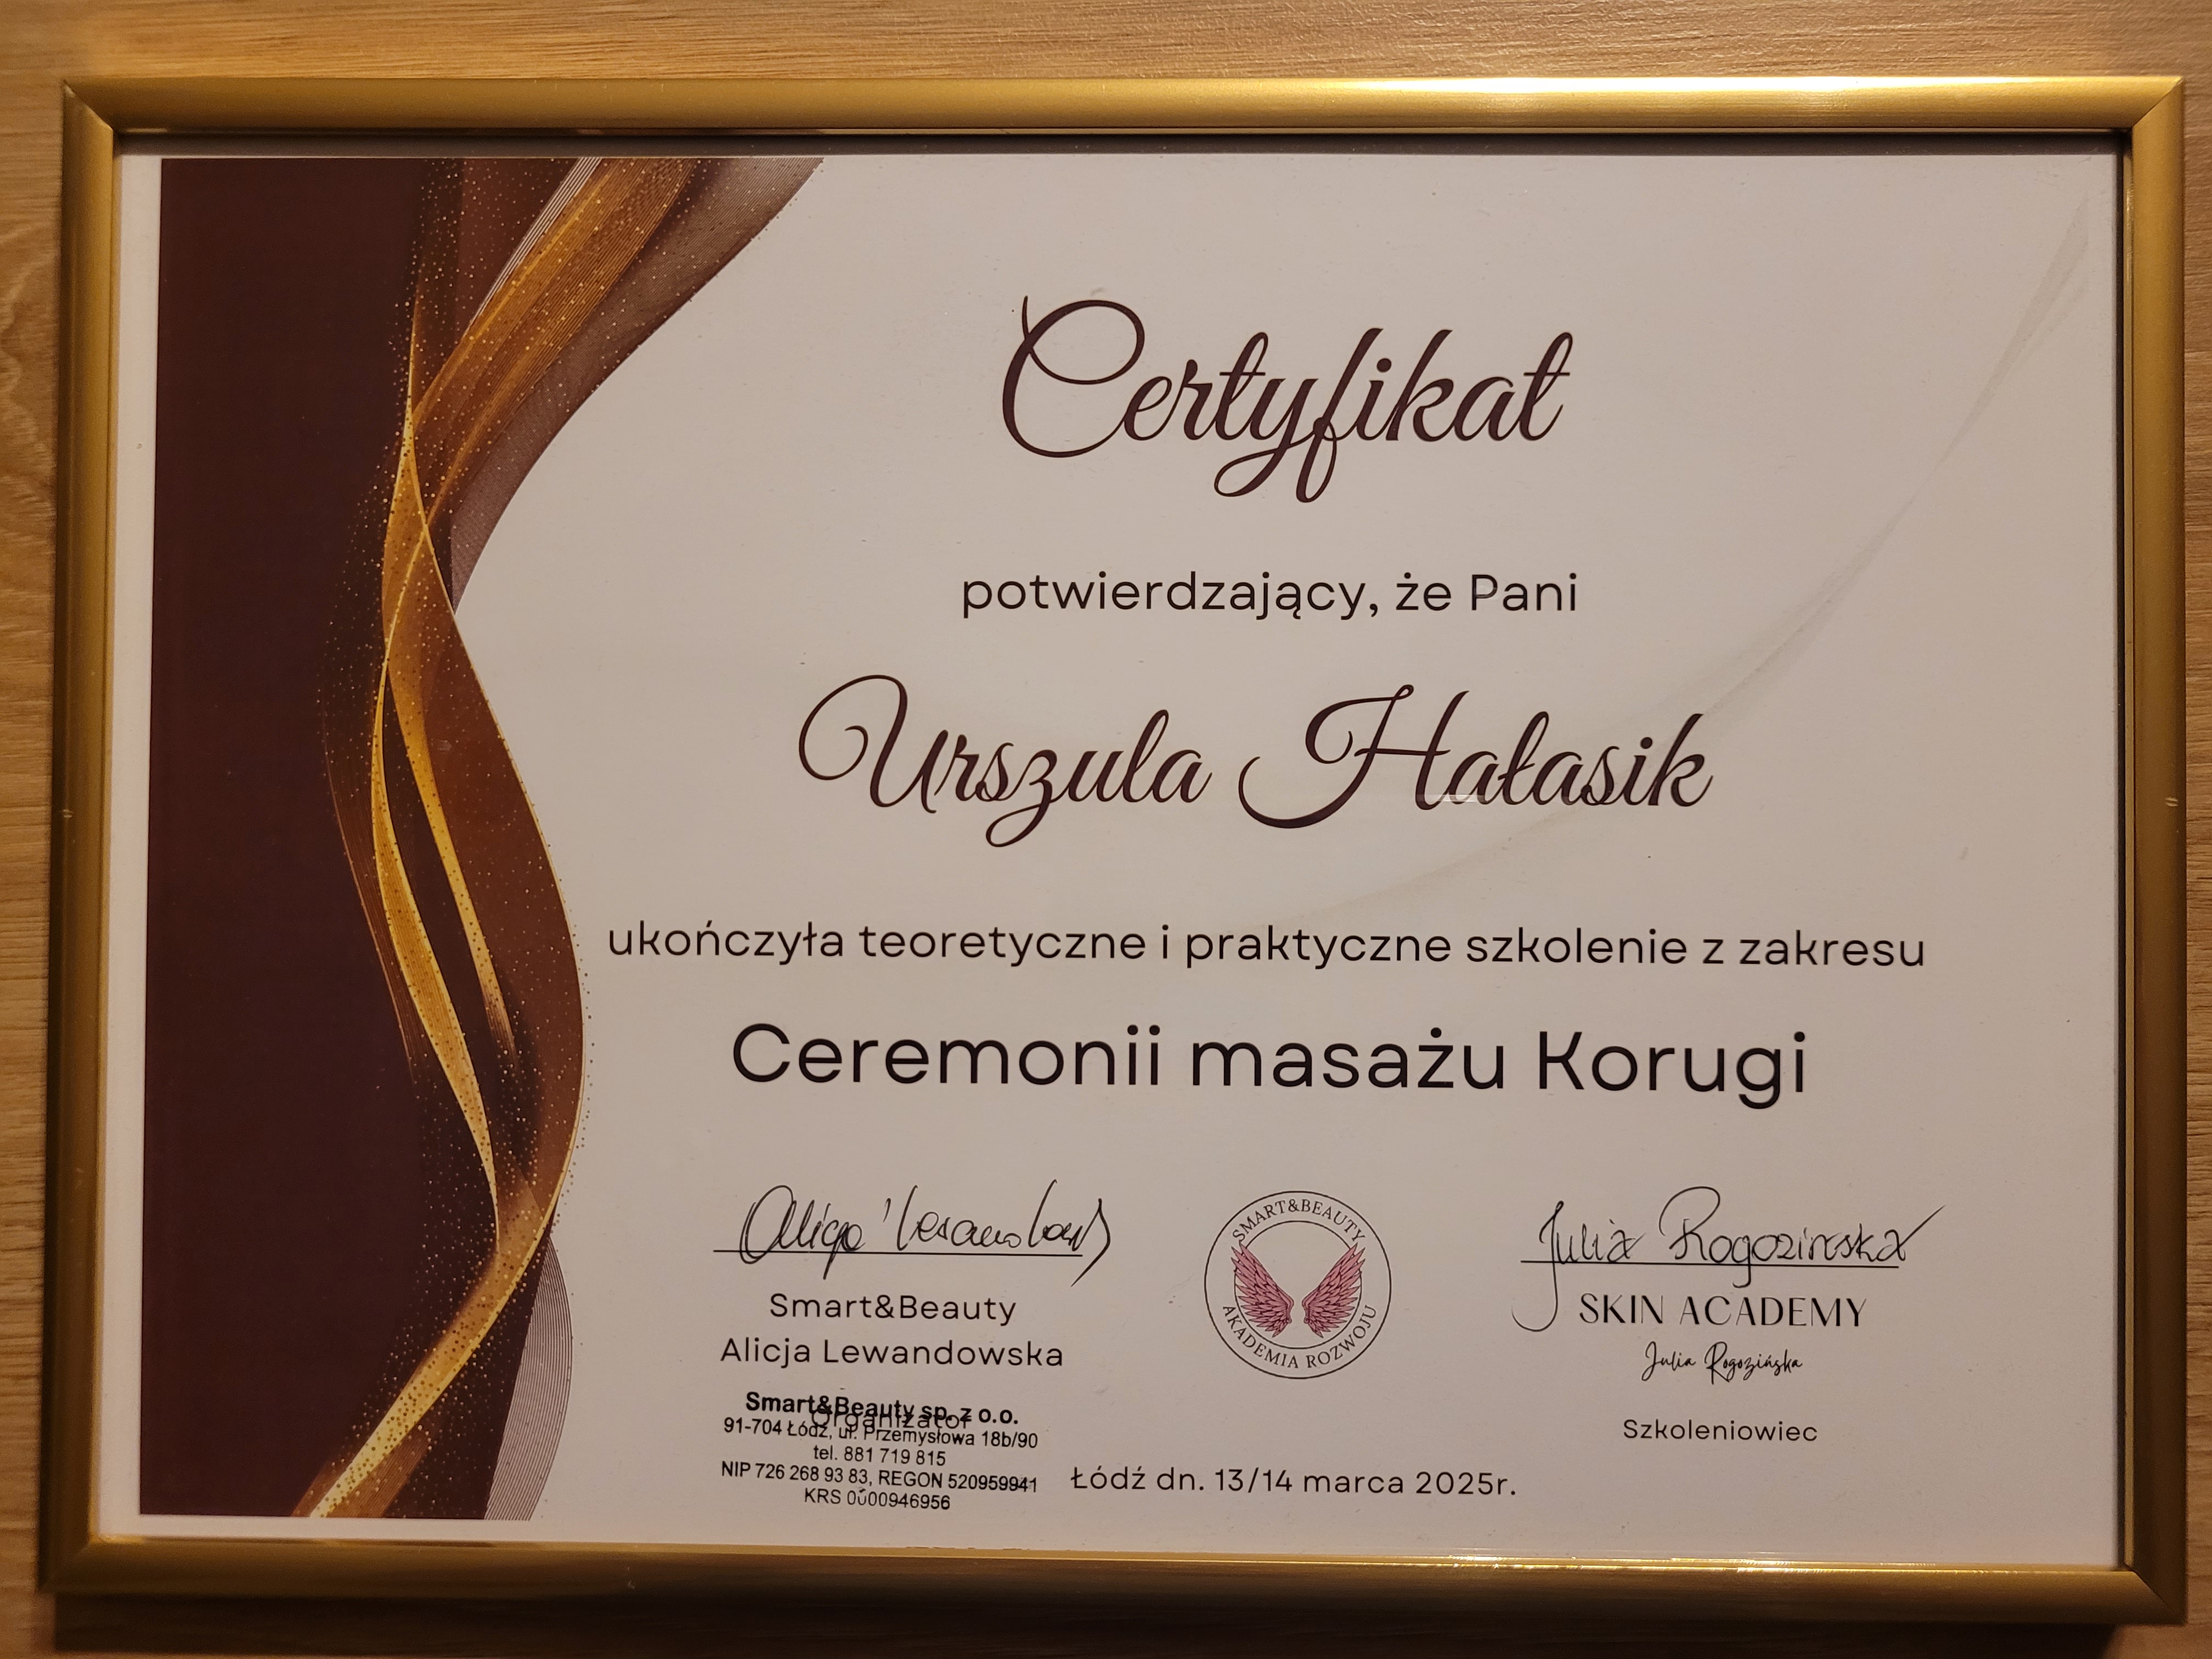 Certyfikat
potwierdzający, że Pani
Urszula Hałasik
ukończyła teoretyczne i praktyczne szkolenie z zakresu
Ceremonii masażu Korugi
SMART&BEAUTY
AKADEMIA ROZWOJU
Julia Rogozinska
Smart&Beauty
Alicja Lewandowska
Organizator
Smart&Beauty sp. z o.o.
91-704 Łódź, ul. Przemysłowa 18b/90
tel. 881 719 815
NIP 726 268 93 83, REGON 520959941
KRS 0000946956
SKIN ACADEMY
Julia Rogozińska
Szkoleniowiec
Łódź dn. 13/14 marca 2025r.